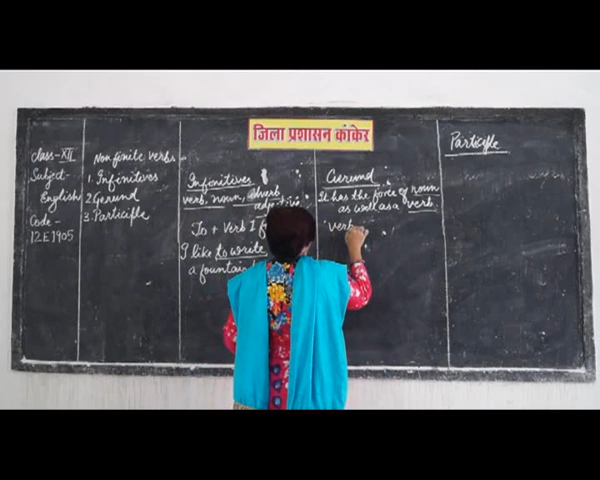 जिला प्रशासन कांकेर
Class-XII
Subject-
English
Code-
12E1905
Non finite verbs-
1. Infinitives
2 Gerund
3. Participle
Infinitives
verb, noun, adverb
adjective
To + Verb I
I like to write
a fountain
Gerund
It has the force of noun
as well as a verb.
verb
Participle